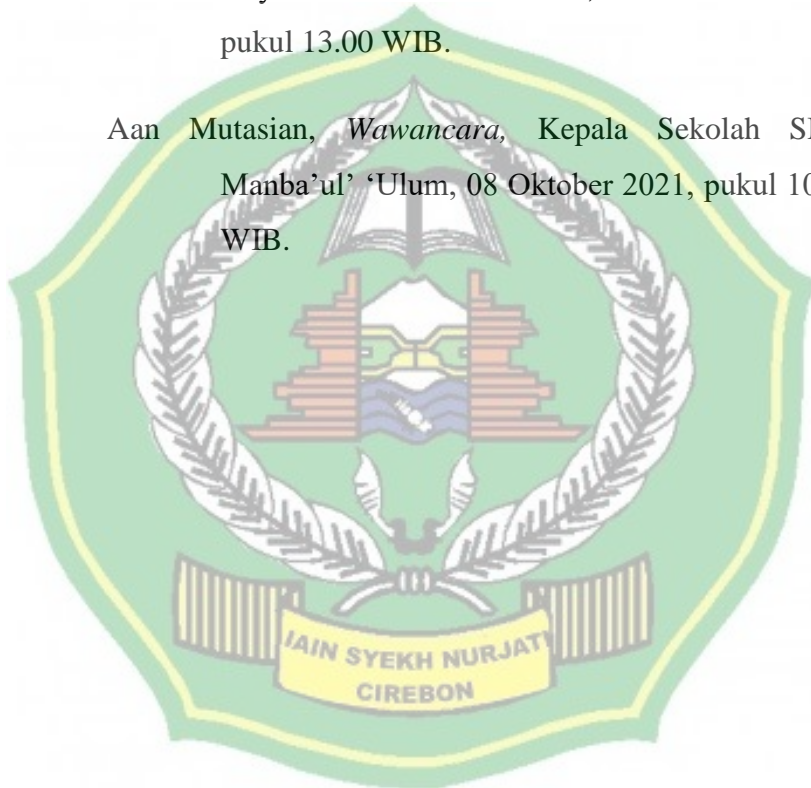 pukul 13.00 WIB.
Aan Mutasian, Wawancara, Kepala Sekolah
Manba'ul' 'Ulum, 08 Oktober 2021, pukul 10
WIB.
IAIN SYEKH NURJATI
CIREBON